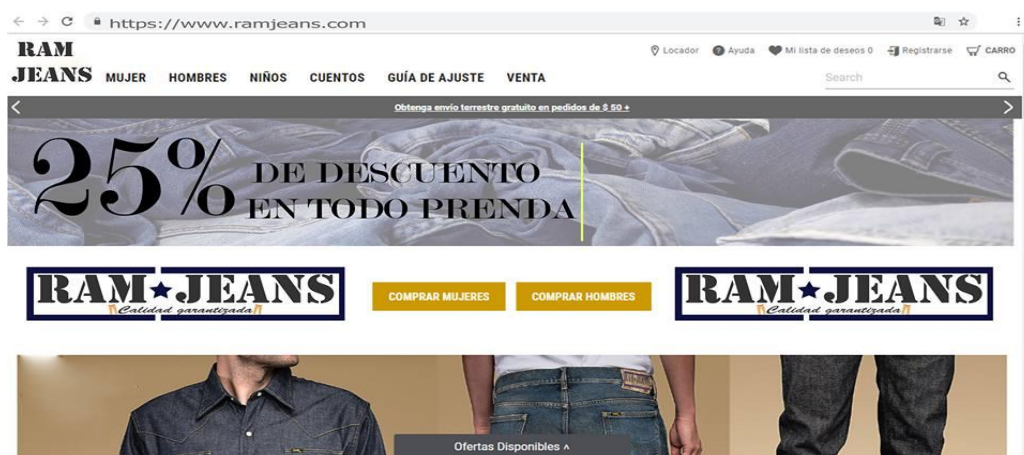 https://www.ramjeans.com
RAM
JEANS
Locador Ayuda Mi lista de deseos 0 Registrarse CARRO
MUJER HOMBRES NIÑOS CUENTOS GUÍA DE AJUSTE VENTA
Search
Obtenga envío terrestre gratuito en pedidos de $ 50 +
25% DE DESCUENTO
EN TODO PRENDA
RAM JEANS
Calidad garantizada
COMPRAR MUJERES COMPRAR HOMBRES
RAM JEANS
Calidad garantizada
Ofertas Disponibles